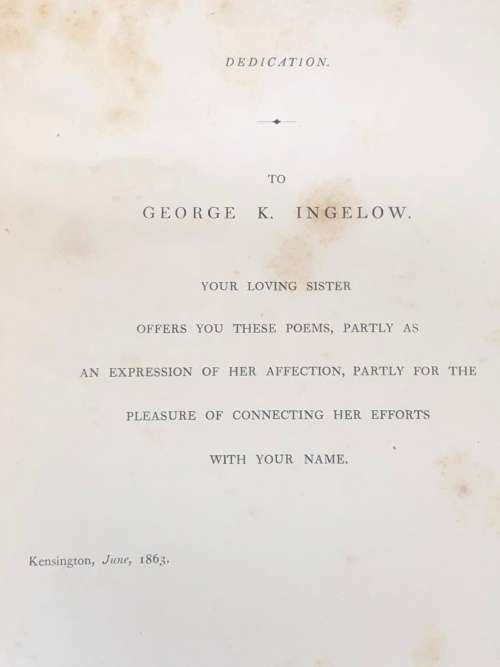 DEDICATION.
TO
GEORGE K. INGELOW.
YOUR LOVING SISTER
OFFERS YOU THESE POEMS, PARTLY AS
AN EXPRESSION OF HER AFFECTION, PARTLY FOR THE
PLEASURE OF CONNECTING HER EFFORTS
WITH YOUR NAME.
Kensington, June, 1863.